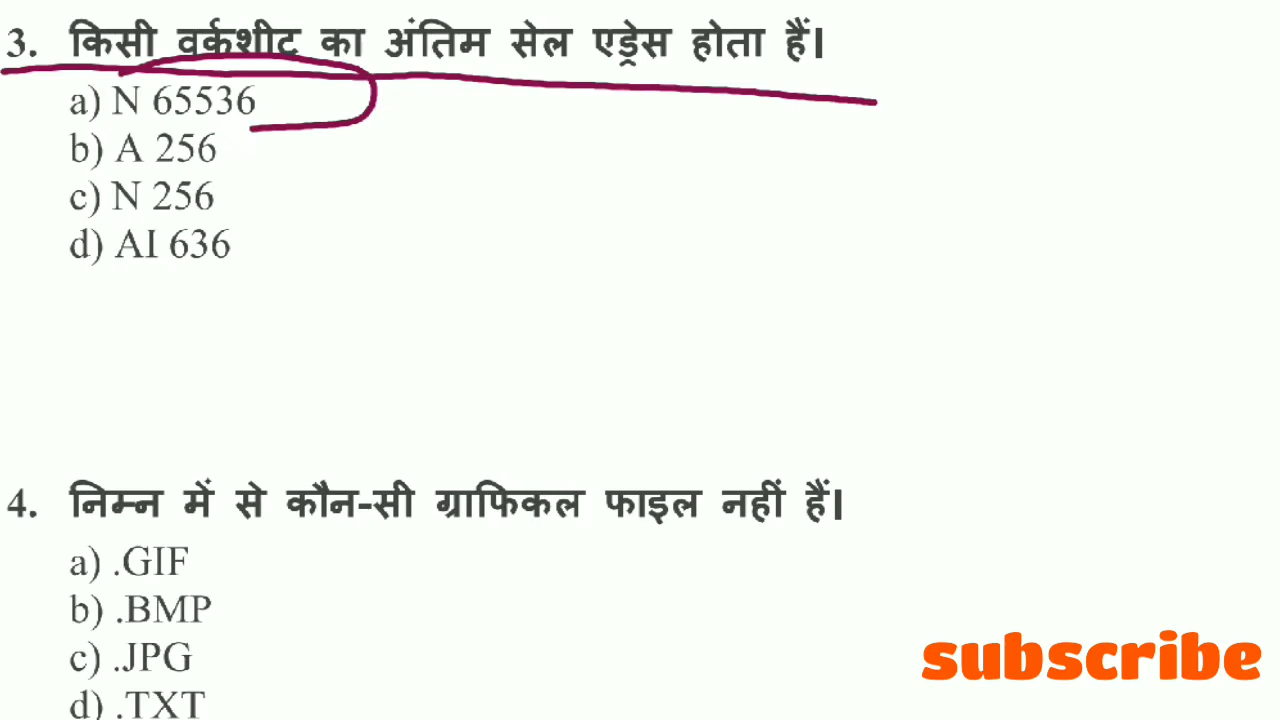 3. किसी वर्कशीट का अंतिम सेल एड्रेस होता हैं।
a) N 65536
b) A 256
c) N 256
d) AI 636
4. निम्न में से कौन-सी ग्राफिकल फाइल नहीं हैं।
a) .GIF
b) .BMP
c) .JPG
d) .TXT
subscribe